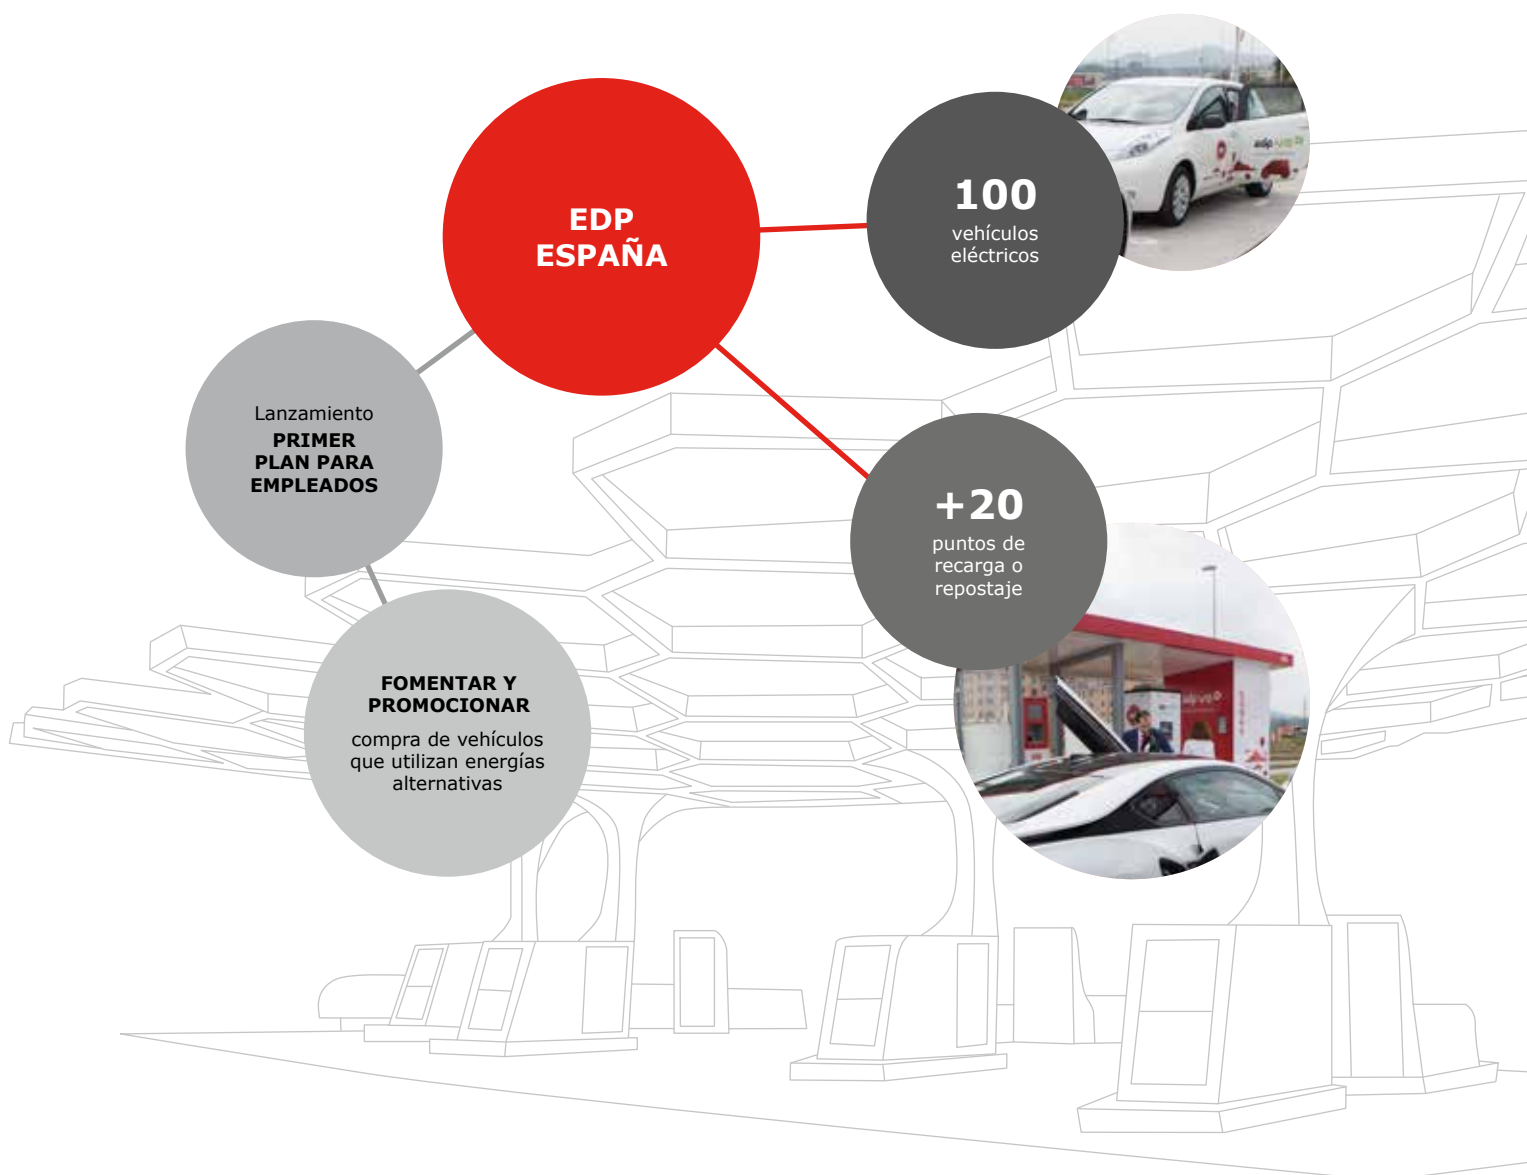 EDP
ESPAÑA
100
vehículos
eléctricos
Lanzamiento
PRIMER
PLAN PARA
EMPLEADOS
+20
puntos de
recarga o
repostaje
FOMENTAR Y
PROMOCIONAR
compra de vehículos
que utilizan energías
alternativas